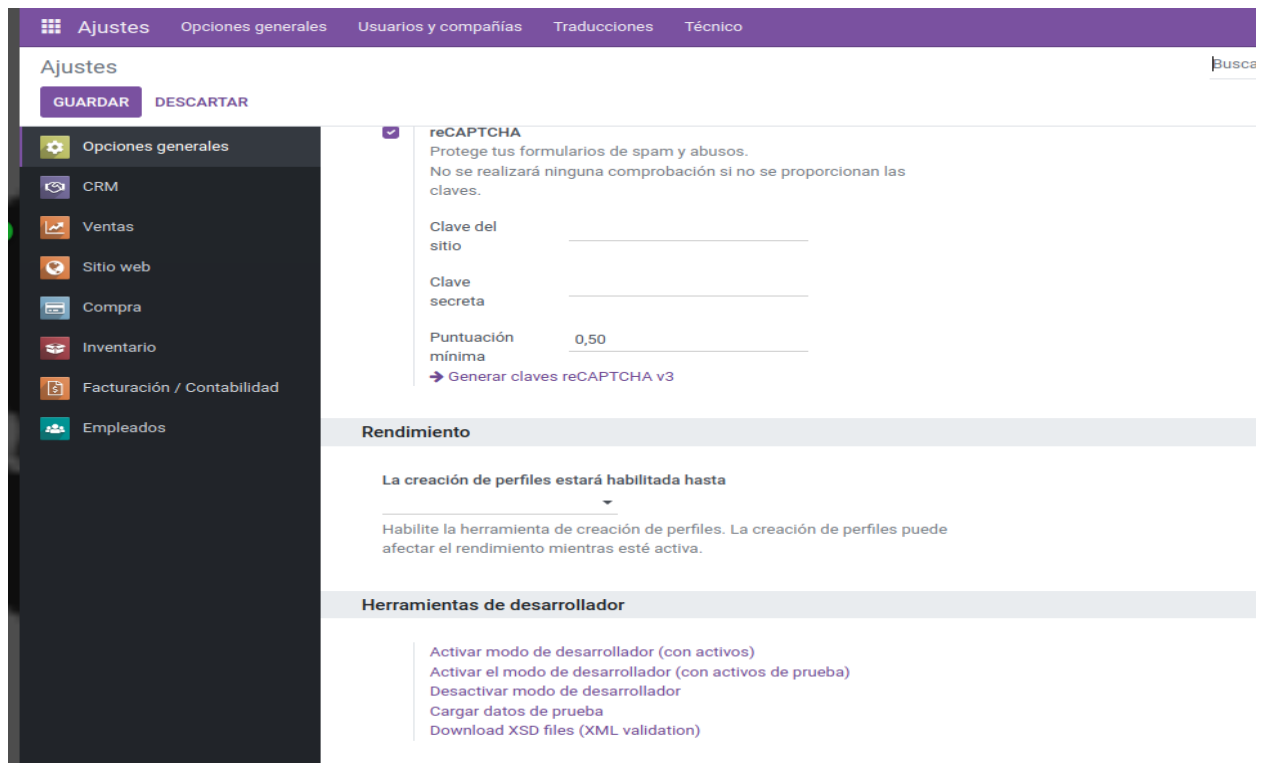 Ajustes Opciones generales Usuarios y compañías Traducciones Técnico
Ajustes
Busca
GUARDAR DESCARTAR
Opciones generales
CRM
Ventas
Sitio web
Compra
Inventario
Facturación / Contabilidad
Empleados
reCAPTCHA
Protege tus formularios de spam y abusos.
No se realizará ninguna comprobación si no se proporcionan las
claves.
Clave del
sitio
Clave
secreta
Puntuación
mínima
0,50
Generar claves reCAPTCHA v3
Rendimiento
La creación de perfiles estará habilitada hasta
Habilite la herramienta de creación de perfiles. La creación de perfiles puede
afectar el rendimiento mientras esté activa.
Herramientas de desarrollador
Activar modo de desarrollador (con activos)
Activar el modo de desarrollador (con activos de prueba)
Desactivar modo de desarrollador
Cargar datos de prueba
Download XSD files (XML validation)